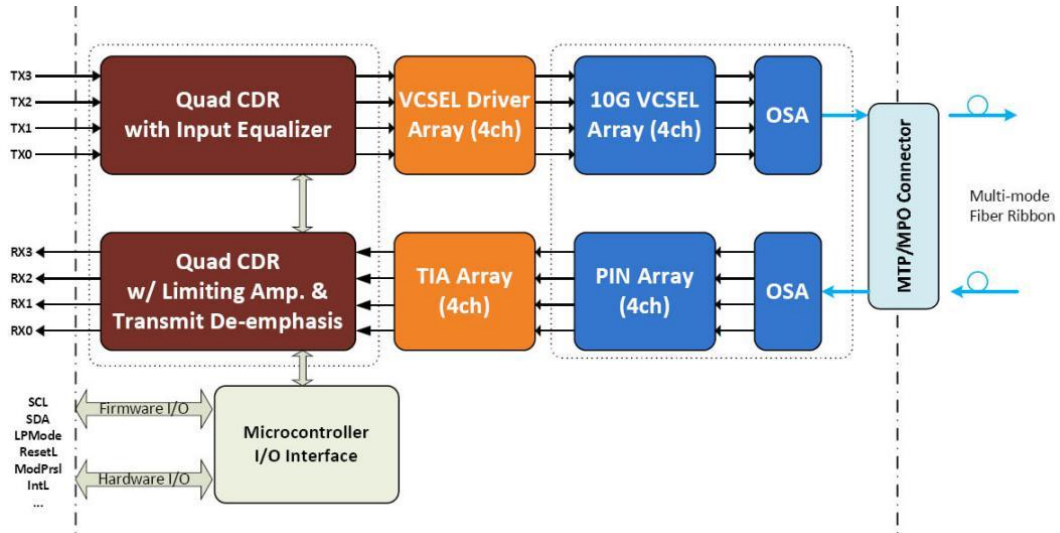 TX3
TX2
TX1
TX0
Quad CDR
with Input Equalizer
VCSEL Driver
Array (4ch)
10G VCSEL
Array (4ch)
OSA
MTP/MPO Connector
Multi-mode
Fiber Ribbon
RX3
RX2
RX1
RX0
Quad CDR
w/ Limiting Amp. &
Transmit De-emphasis
TIA Array
(4ch)
PIN Array
(4ch)
OSA
SCL
SDA
LPMode
ResetL
ModPrsl
IntL
...
Firmware I/O
Hardware I/O
Microcontroller
I/O Interface